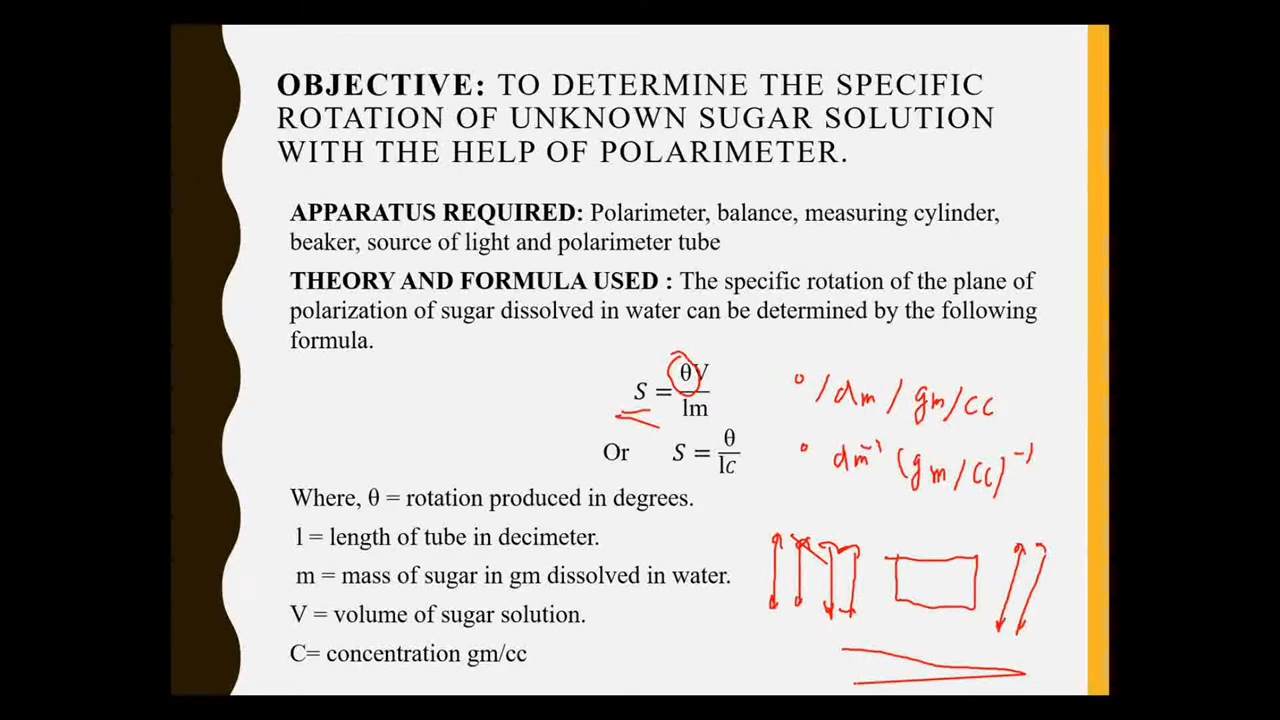 OBJECTIVE: TO DETERMINE THE SPECIFIC
ROTATION OF UNKNOWN SUGAR SOLUTION
WITH THE HELP OF POLARIMETER.
APPARATUS REQUIRED: Polarimeter, balance, measuring cylinder,
beaker, source of light and polarimeter tube
THEORY AND FORMULA USED : The specific rotation of the plane of
polarization of sugar dissolved in water can be determined by the following
formula.
S = θV/lm
° / dm / gm/cc
Or S = θ/lc
° dm⁻¹ (gm/cc)⁻¹
Where, θ = rotation produced in degrees.
l = length of tube in decimeter.
m = mass of sugar in gm dissolved in water.
V = volume of sugar solution.
C= concentration gm/cc